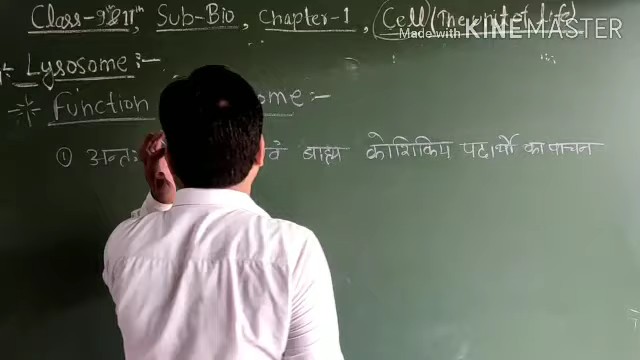 Class-9th & 11th, Sub-Bio, Chapter-1, Cell (The unit of Life)
Made with KINEMASTER
Lysosome :-
Function ome :-
① अन्तः वं बाह्य कोशिकिय पदार्थो का पाचन